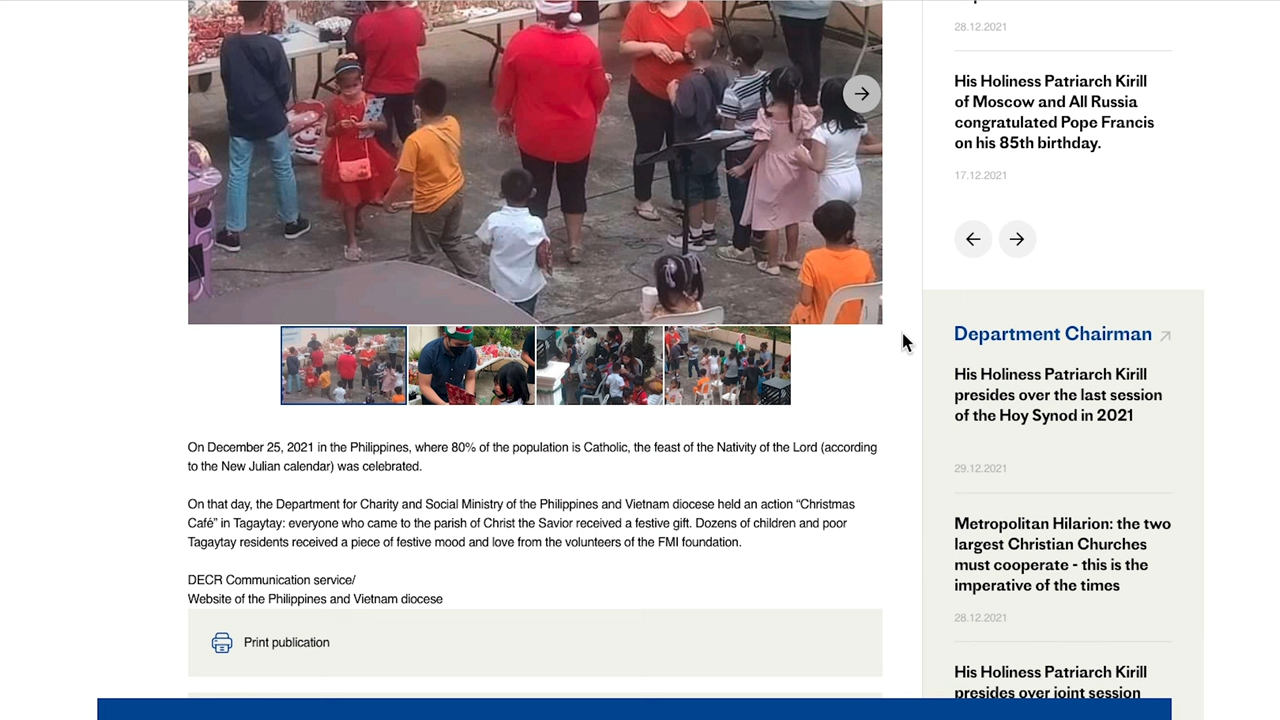 28.12.2021
His Holiness Patriarch Kirill
of Moscow and All Russia
congratulated Pope Francis
on his 85th birthday.
17.12.2021
Department Chairman
His Holiness Patriarch Kirill
presides over the last session
of the Hoy Synod in 2021
29.12.2021
Metropolitan Hilarion: the two
largest Christian Churches
must cooperate - this is the
imperative of the times
28.12.2021
His Holiness Patriarch Kirill
presides over joint session
On December 25, 2021 in the Philippines, where 80% of the population is Catholic, the feast of the Nativity of the Lord (according
to the New Julian calendar) was celebrated.
On that day, the Department for Charity and Social Ministry of the Philippines and Vietnam diocese held an action “Christmas
Café” in Tagaytay: everyone who came to the parish of Christ the Savior received a festive gift. Dozens of children and poor
Tagaytay residents received a piece of festive mood and love from the volunteers of the FMI foundation.
DECR Communication service/
Website of the Philippines and Vietnam diocese
Print publication